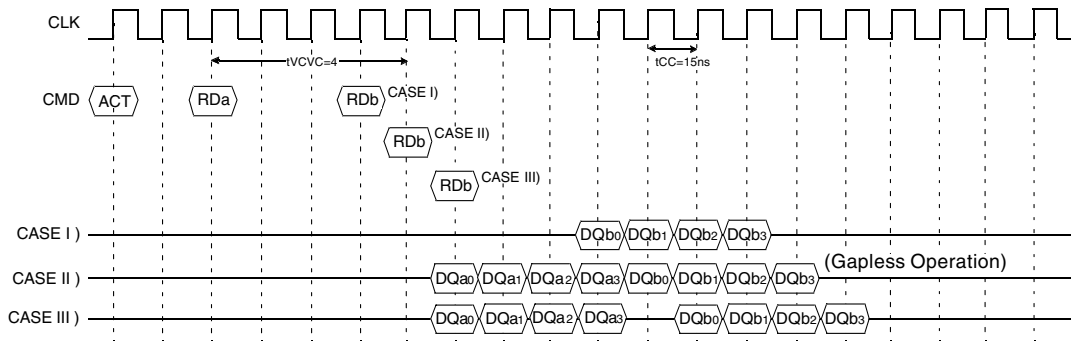 CLK
tVCVC=4
tCC=15ns
CMD ACT RDa RDb CASE I)
RDb CASE II)
RDb CASE III)
CASE I ) DQb0 DQb1 DQb2 DQb3
(Gapless Operation)
CASE II ) DQa0 DQa1 DQa2 DQa3 DQb0 DQb1 DQb2 DQb3
CASE III ) DQa0 DQa1 DQa2 DQa3 DQb0 DQb1 DQb2 DQb3